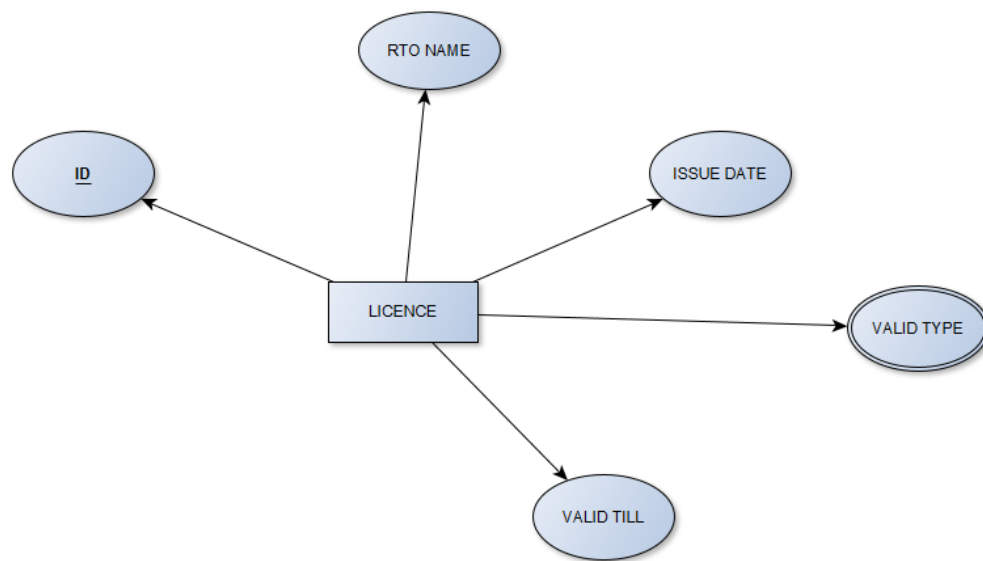 RTO NAME
ID
ISSUE DATE
LICENCE
VALID TYPE
VALID TILL